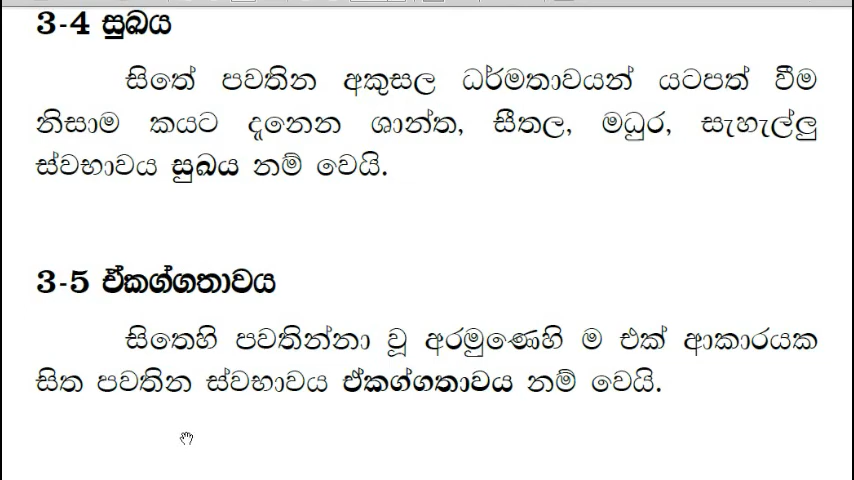 3-4 සුඛය
සිතේ පවතින අකුසල ධර්මතාවයන් යටපත් වීම
නිසාම කයට දැනෙන ශාන්ත, සීතල, මධුර, සැහැල්ලු
ස්වභාවය සුඛය නම් වෙයි.
3-5 ඒකග්ගතාවය
සිතෙහි පවතින්නා වූ අරමුණෙහි ම එක් ආකාරයක
සිත පවතින ස්වභාවය ඒකග්ගතාවය නම් වෙයි.